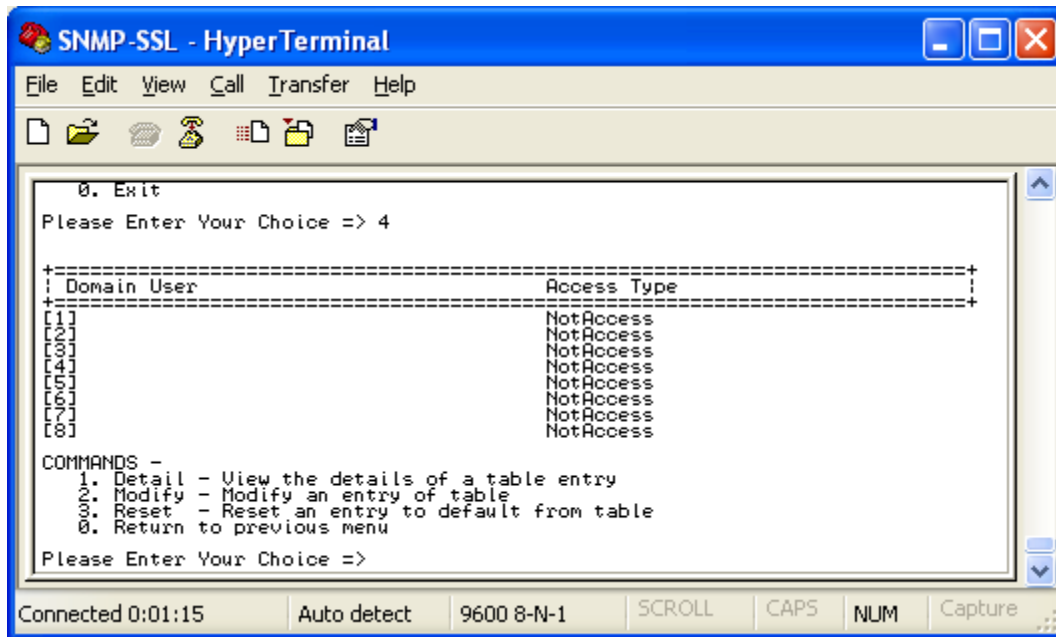 SNMP-SSL - HyperTerminal
File Edit View Call Transfer Help
0. Exit
Please Enter Your Choice => 4
+==========================================================================+
¦ Domain User Access Type ¦
+==========================================================================+
[1] NotAccess
[2] NotAccess
[3] NotAccess
[4] NotAccess
[5] NotAccess
[6] NotAccess
[7] NotAccess
[8] NotAccess
COMMANDS -
1. Detail - View the details of a table entry
2. Modify - Modify an entry of table
3. Reset - Reset an entry to default from table
0. Return to previous menu
Please Enter Your Choice =>
Connected 0:01:15 Auto detect 9600 8-N-1 SCROLL CAPS NUM Capture